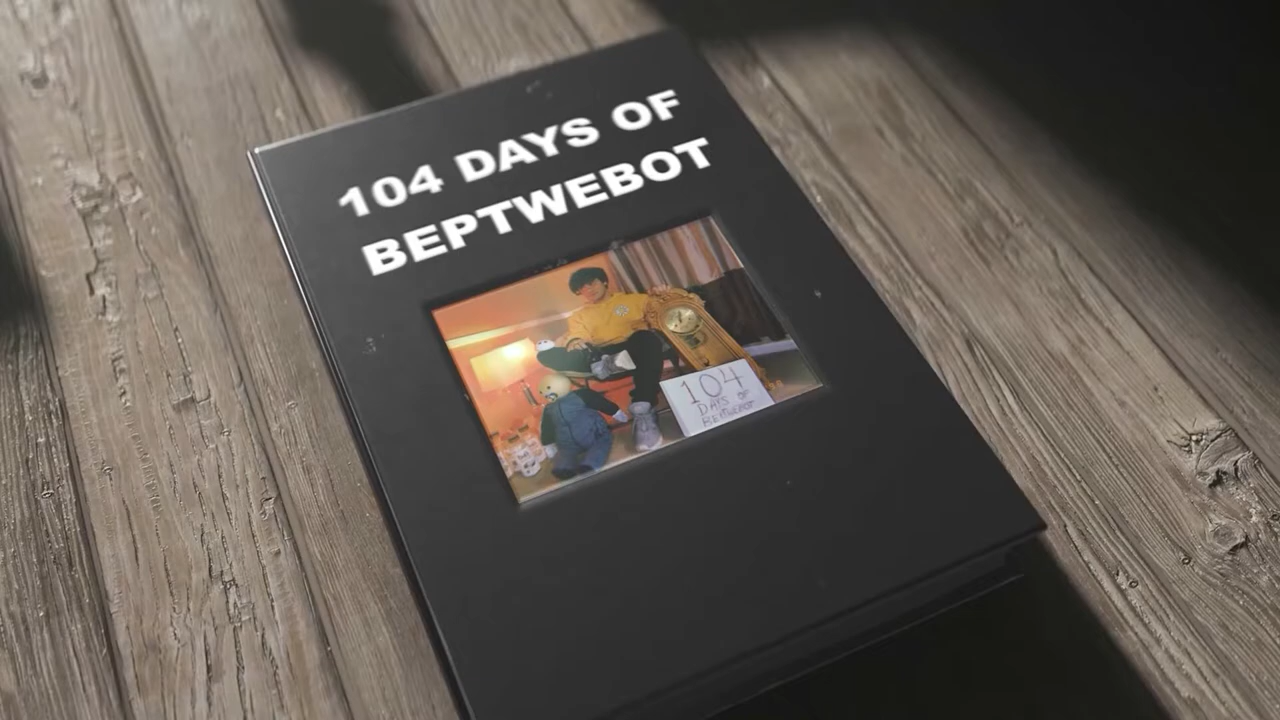 104 DAYS OF
BEPTWEBOT
104
DAYS OF
BEPTWEBOT